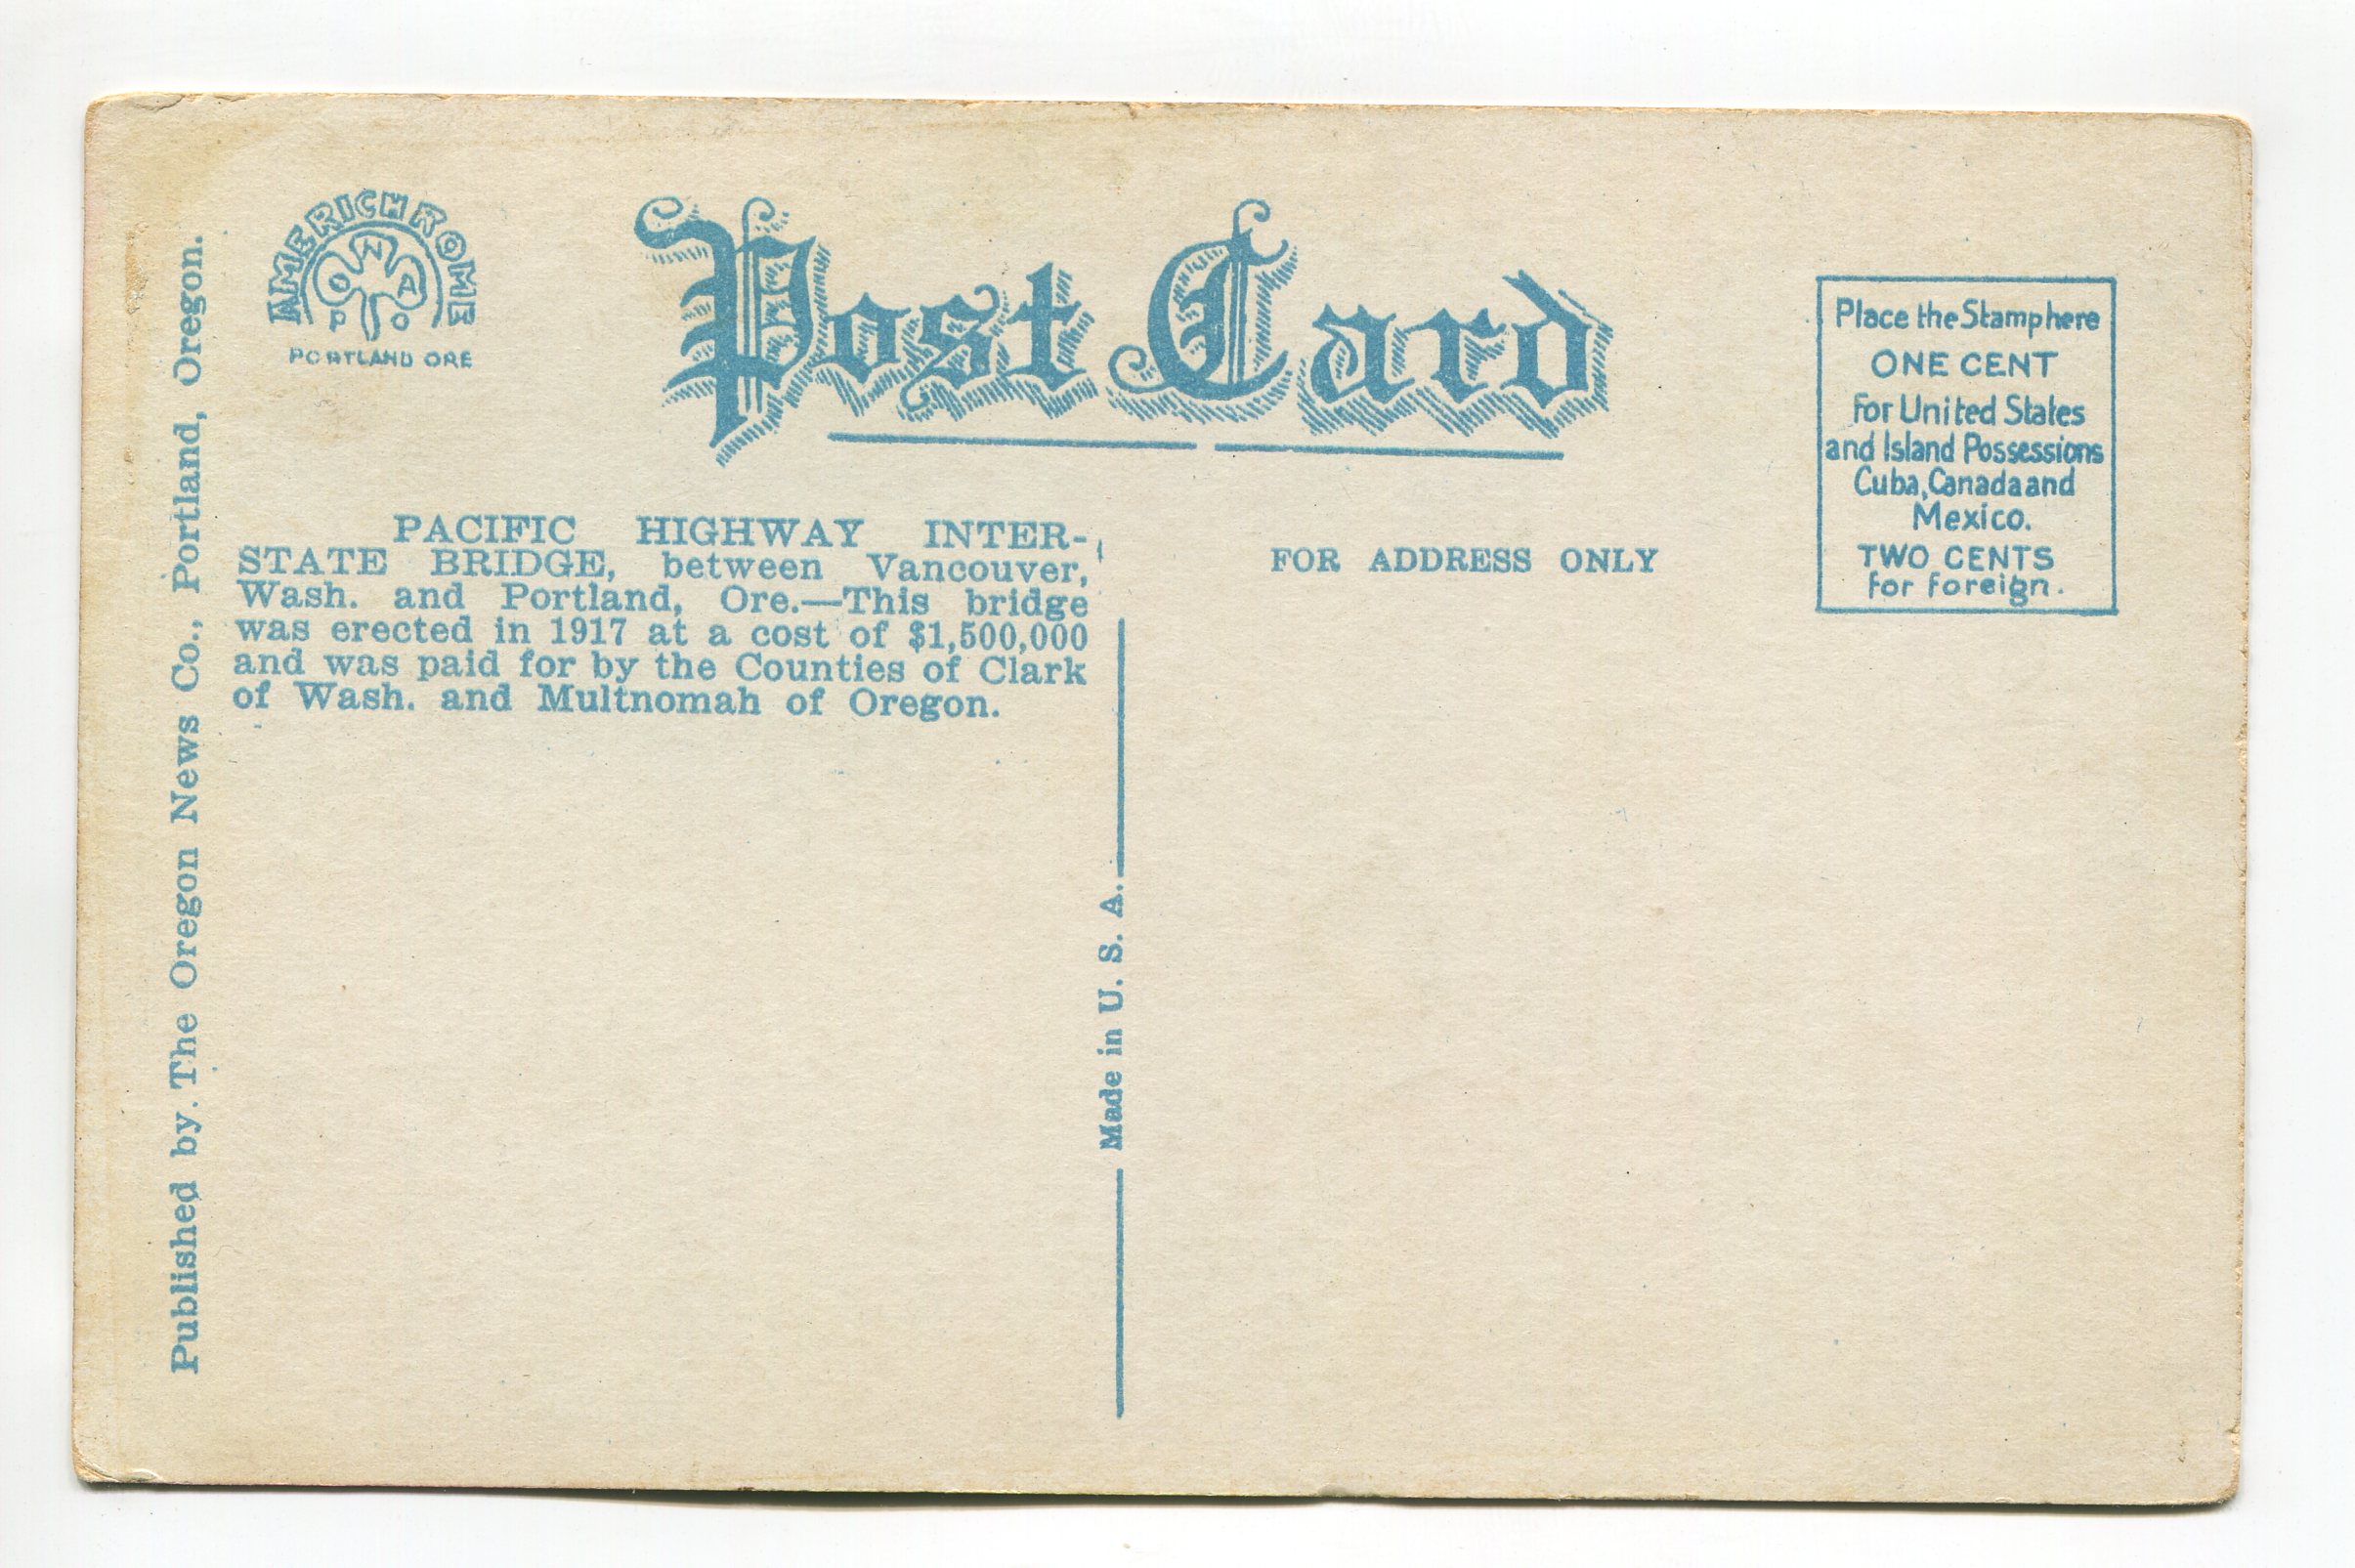 Published by The Oregon News Co., Portland, Oregon.
AMERICHROME
O N A
P O
PORTLAND ORE
Post Card
PACIFIC HIGHWAY INTER-
STATE BRIDGE, between Vancouver,
Wash. and Portland, Ore.—This bridge
was erected in 1917 at a cost of $1,500,000
and was paid for by the Counties of Clark
of Wash. and Multnomah of Oregon.
Made in U. S. A.
FOR ADDRESS ONLY
Place the Stamp here
ONE CENT
For United States
and Island Possessions
Cuba, Canada and
Mexico.
TWO CENTS
For Foreign.